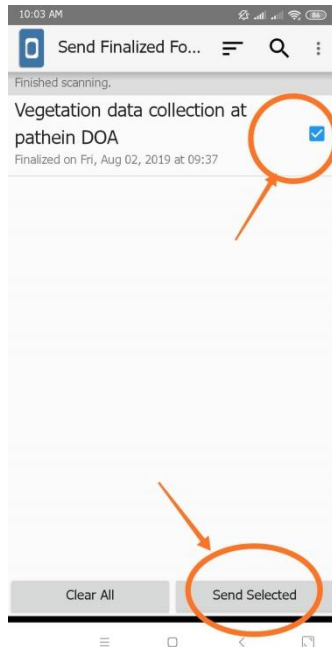 10:03 AM
Send Finalized Fo...
Finished scanning.
Vegetation data collection at
pathein DOA
Finalized on Fri, Aug 02, 2019 at 09:37
Clear All
Send Selected